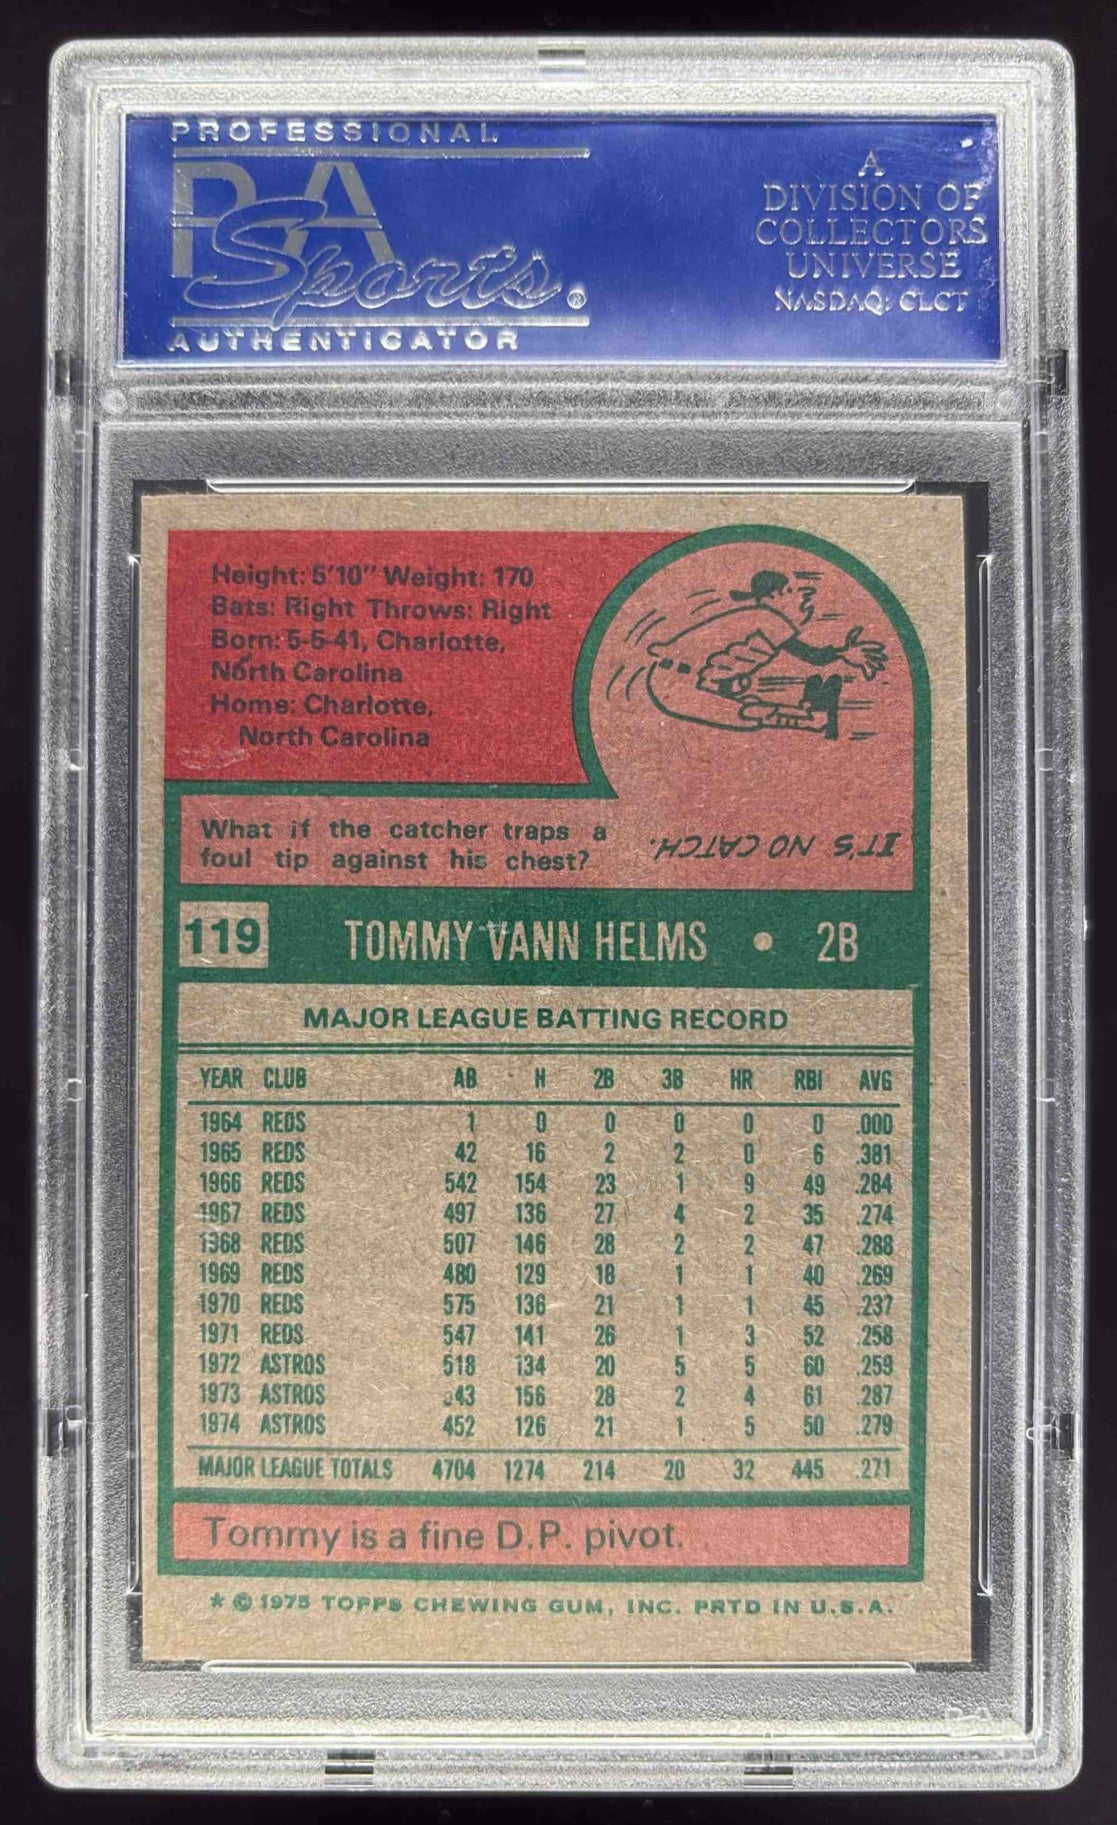 PROFESSIONAL
PSA
Sports®
AUTHENTICATOR
A
DIVISION OF
COLLECTORS
UNIVERSE
NASDAQ: CLCT
Height: 5'10" Weight: 170
Bats: Right Throws: Right
Born: 5-5-41, Charlotte,
North Carolina
Home: Charlotte,
North Carolina
What if the catcher traps a
foul tip against his chest?
IT'S NO CATCH.
119 TOMMY VANN HELMS • 2B
MAJOR LEAGUE BATTING RECORD
YEAR CLUB AB H 2B 3B HR RBI AVG
1964 REDS 1 0 0 0 0 0 .000
1965 REDS 42 16 2 2 0 6 .381
1966 REDS 542 154 23 1 9 49 .284
1967 REDS 497 136 27 4 2 35 .274
1968 REDS 507 146 28 2 2 47 .288
1969 REDS 480 129 18 1 1 40 .269
1970 REDS 575 136 21 1 1 45 .237
1971 REDS 547 141 26 1 3 52 .258
1972 ASTROS 518 134 20 5 5 60 .259
1973 ASTROS 43 156 28 2 4 61 .287
1974 ASTROS 452 126 21 1 5 50 .279
MAJOR LEAGUE TOTALS 4704 1274 214 20 32 445 .271
Tommy is a fine D.P. pivot.
* © 1975 TOPPS CHEWING GUM, INC. PRTD IN U.S.A.
PSA